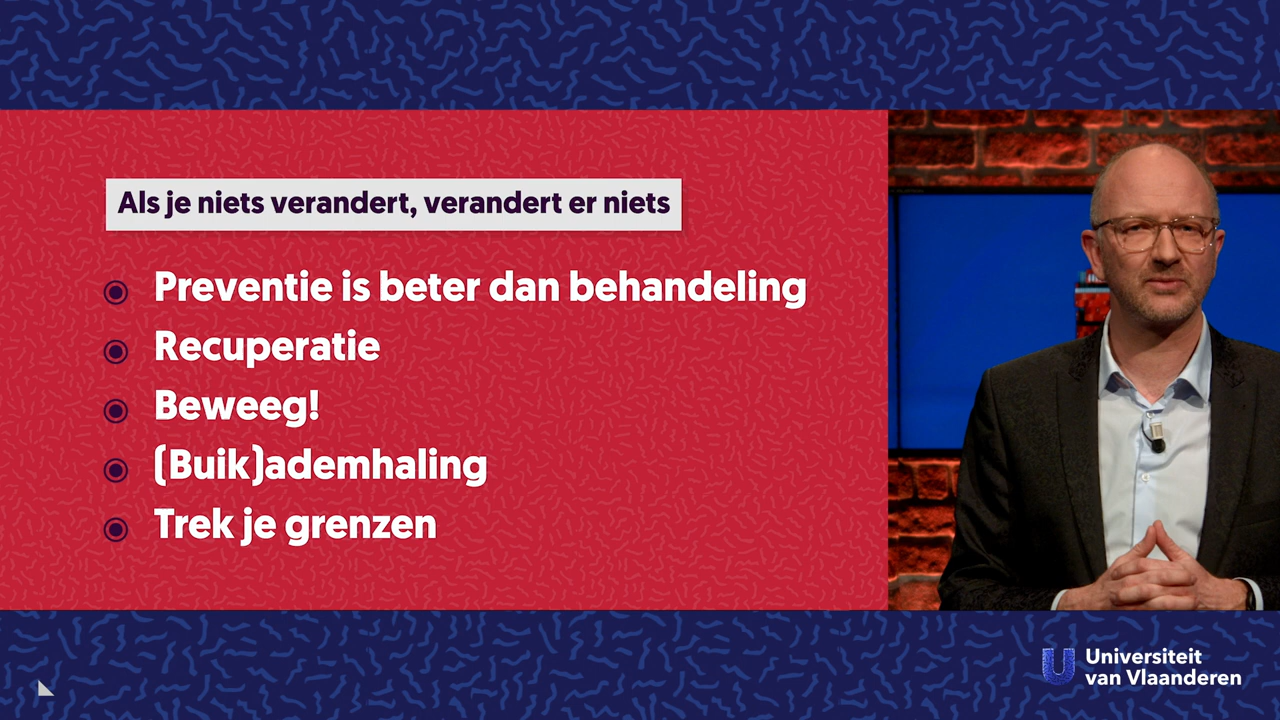 Als je niets verandert, verandert er niets
Preventie is beter dan behandeling
Recuperatie
Beweeg!
(Buik)ademhaling
Trek je grenzen
Universiteit
van Vlaanderen